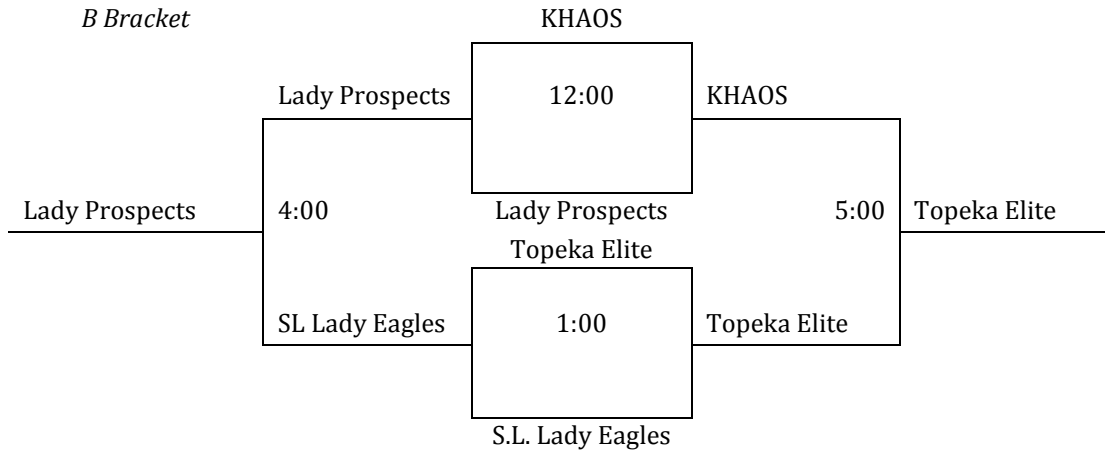 B Bracket
KHAOS
Lady Prospects
12:00
KHAOS
Lady Prospects
4:00
Lady Prospects
5:00
Topeka Elite
Topeka Elite
SL Lady Eagles
1:00
Topeka Elite
S.L. Lady Eagles